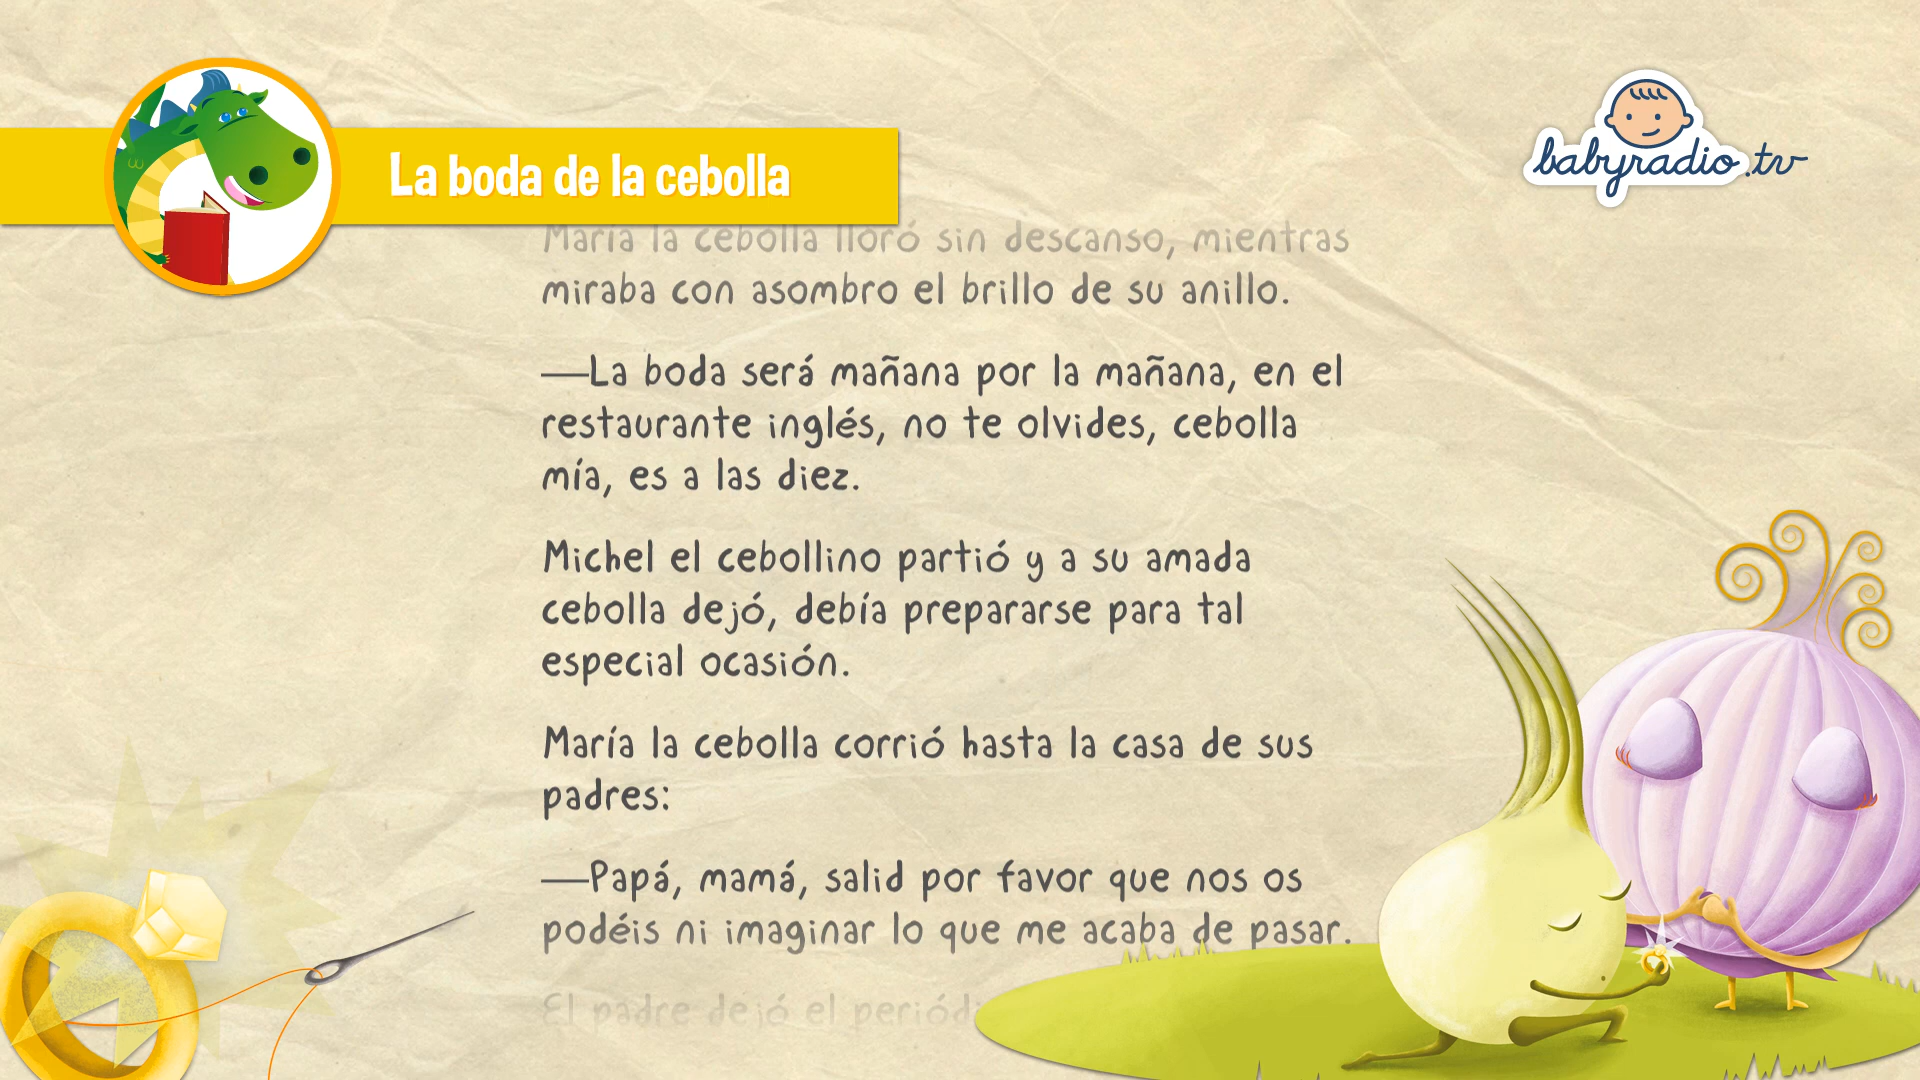 La boda de la cebolla
babyradio.tv
María la cebolla lloró sin descanso, mientras
miraba con asombro el brillo de su anillo.
—La boda será mañana por la mañana, en el
restaurante inglés, no te olvides, cebolla
mía, es a las diez.
Michel el cebollino partió y a su amada
cebolla dejó, debía prepararse para tal
especial ocasión.
María la cebolla corrió hasta la casa de sus
padres:
—Papá, mamá, salid por favor que nos os
podéis ni imaginar lo que me acaba de pasar.
El padre dejó el